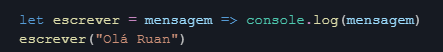 let escrever = mensagem => console.log(mensagem)
escrever("Olá Ruan")